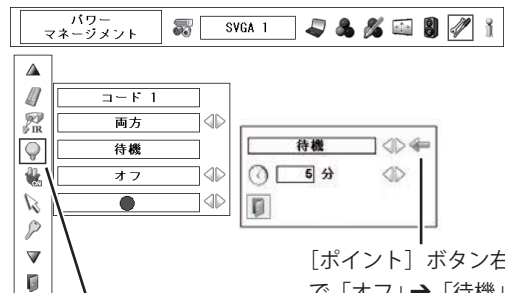 パワー
マネージメント
SVGA 1
コード 1
IR
両方
待機
待機
オフ
ON
5 分
［ポイント］ボタン右
で「オフ」➔「待機」